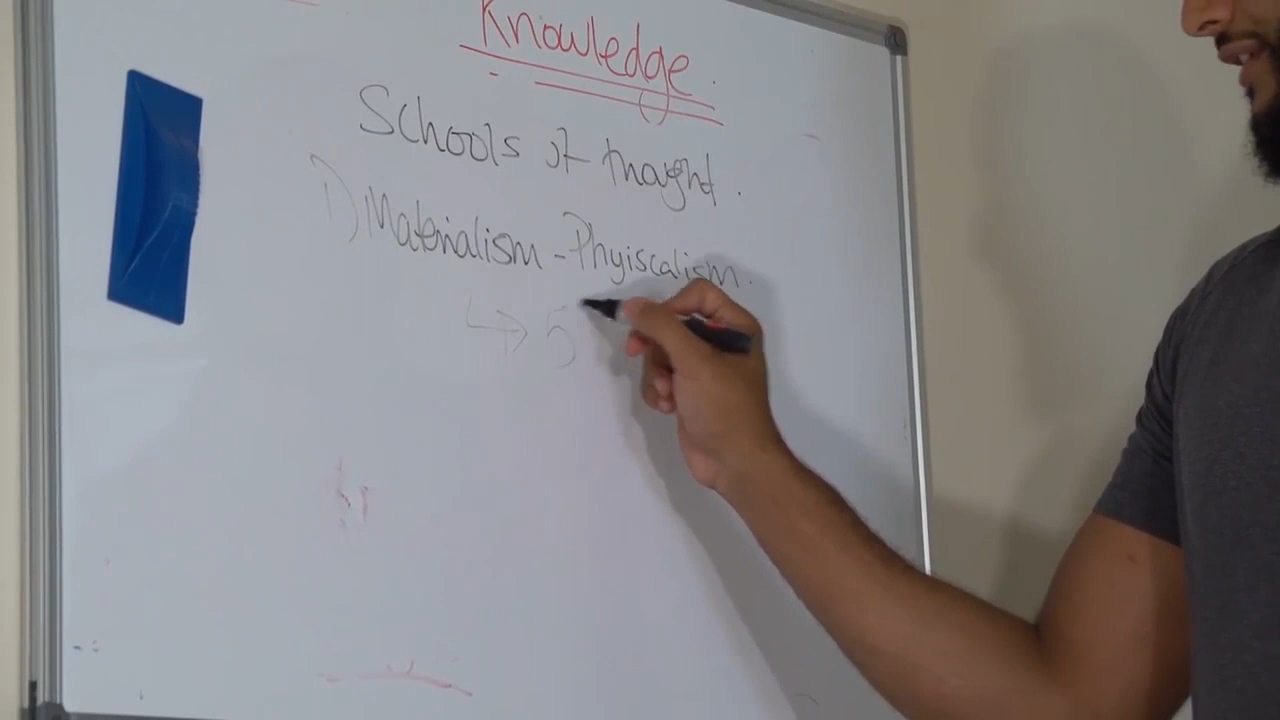 Knowledge.
Schools of thought.
1) Materialism - Phyiscalism.
↳→ 5